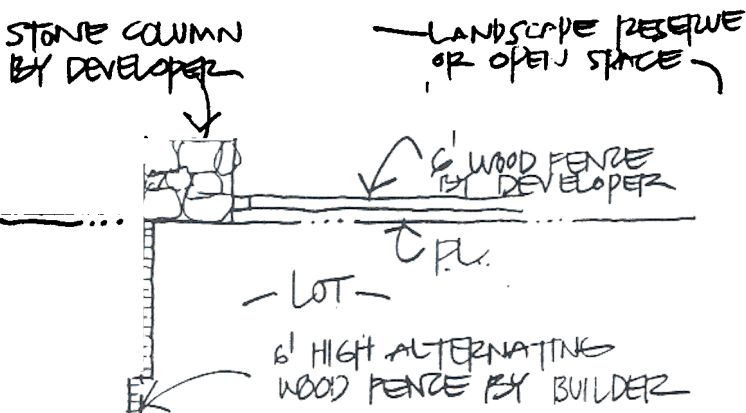 STONE COLUMN
BY DEVELOPER
LANDSCAPE RESERVE
OR OPEN SPACE
6' WOOD FENCE
BY DEVELOPER
P.L.
LOT
6' HIGH ALTERNATING
WOOD FENCE BY BUILDER